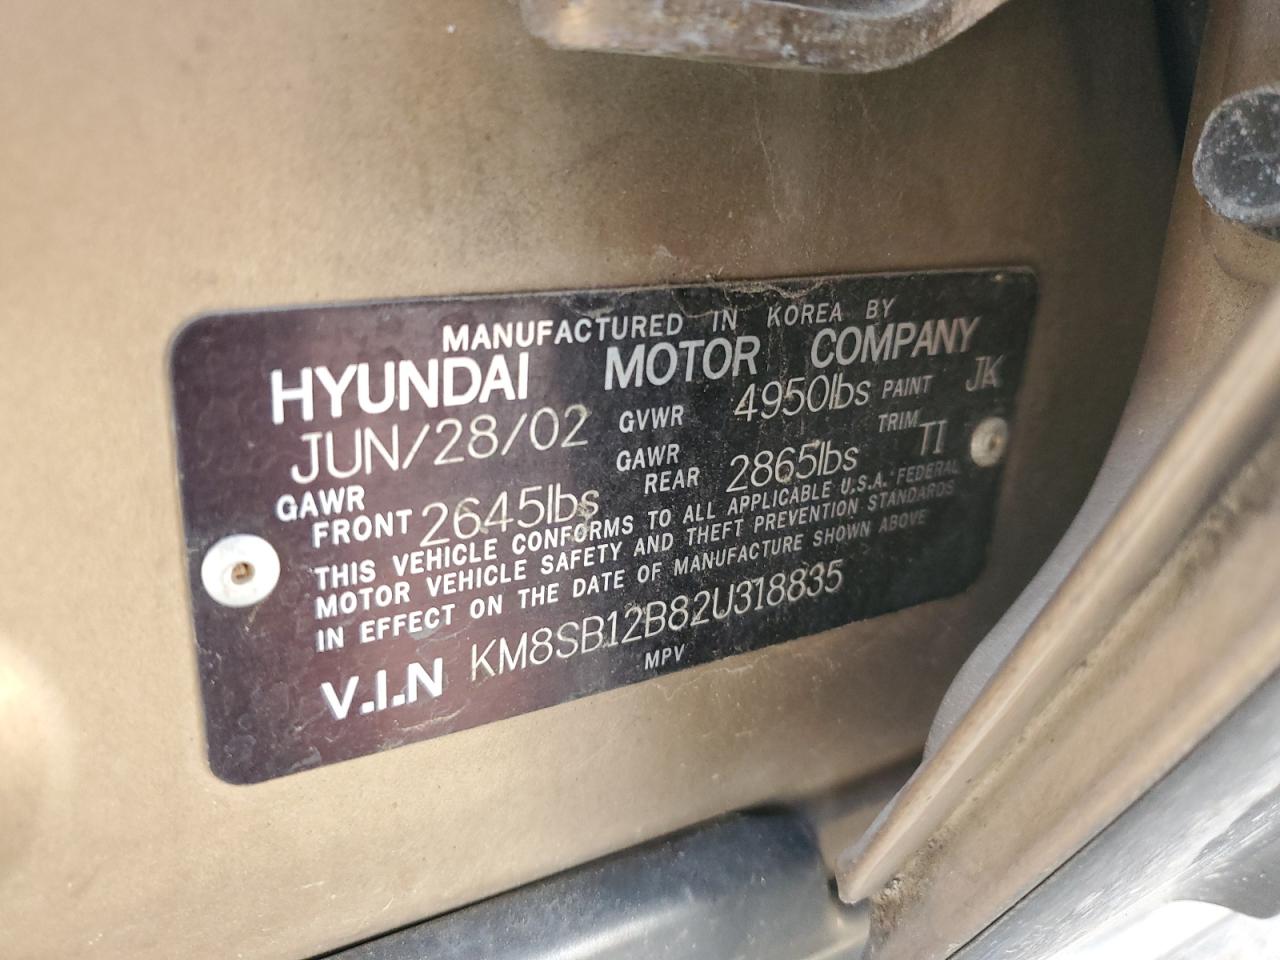 MANUFACTURED IN KOREA BY
HYUNDAI MOTOR COMPANY
JUN/28/02 GVWR 4950lbs PAINT JK
GAWR FRONT 2645lbs GAWR REAR 2865lbs TRIM TI
THIS VEHICLE CONFORMS TO ALL APPLICABLE U.S.A. FEDERAL
MOTOR VEHICLE SAFETY AND THEFT PREVENTION STANDARDS
IN EFFECT ON THE DATE OF MANUFACTURE SHOWN ABOVE
V.I.N KM8SB12B82U318835
MPV